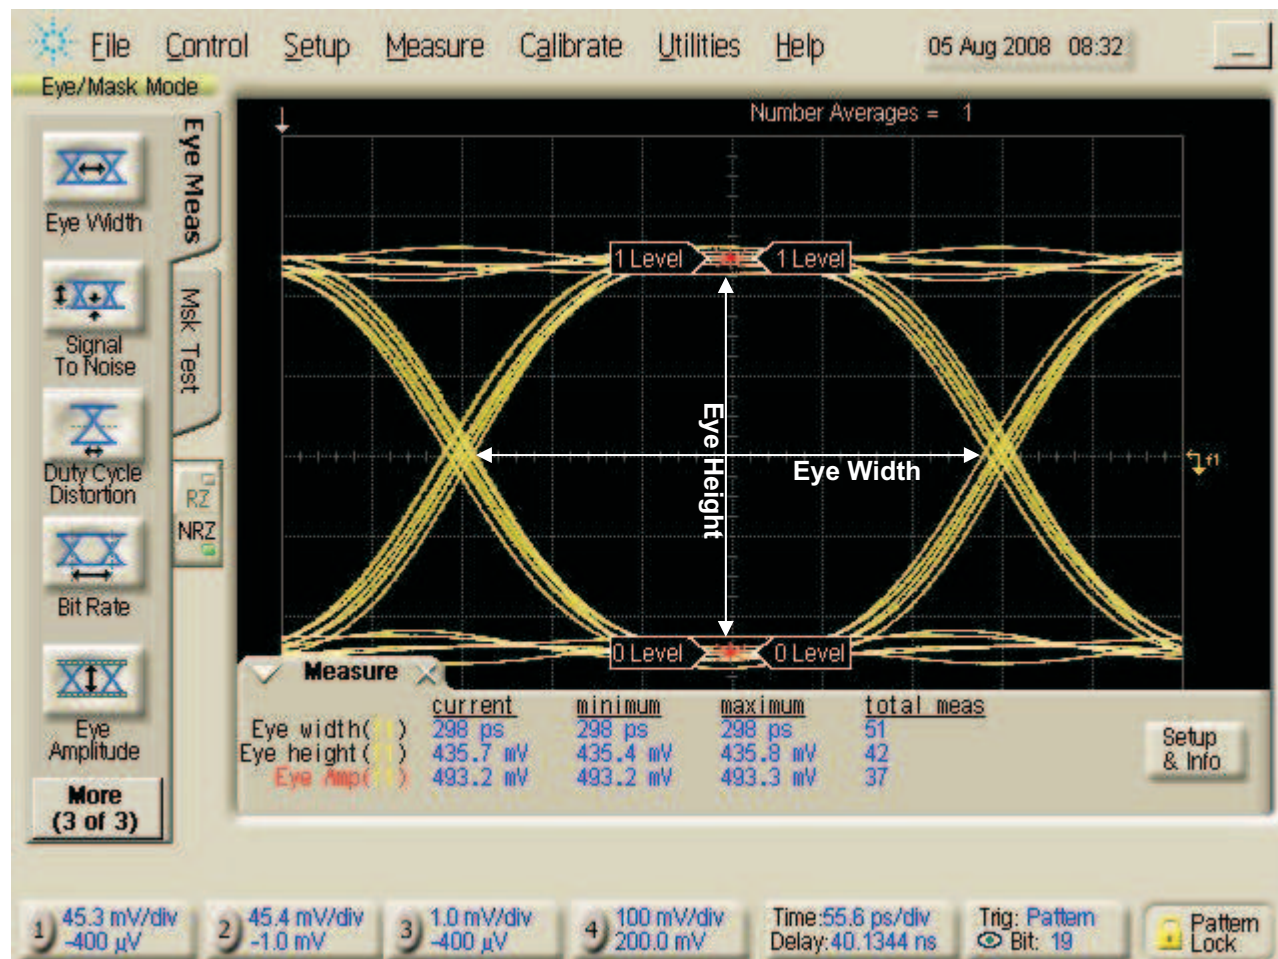 File Control Setup Measure Calibrate Utilities Help 05 Aug 2008 08:32
Eye/Mask Mode
Number Averages = 1
Eye Meas
Msk Test
Eye Width
Signal
To Noise
Duty Cycle
Distortion
Bit Rate
Eye
Amplitude
More
(3 of 3)
RZ
NRZ
1 Level 1 Level
Eye Height
Eye Width
f1
0 Level 0 Level
Measure
current minimum maximum total meas
Eye width(f1) 298 ps 298 ps 298 ps 51
Eye height(f1) 435.7 mV 435.4 mV 435.8 mV 42
Eye Amp(f1) 493.2 mV 493.2 mV 493.3 mV 37
Setup
& Info
1 45.3 mV/div
-400 µV
2 45.4 mV/div
-1.0 mV
3 1.0 mV/div
-400 µV
4 100 mV/div
200.0 mV
Time:55.6 ps/div
Delay:40.1344 ns
Trig: Pattern
Bit: 19
Pattern
Lock